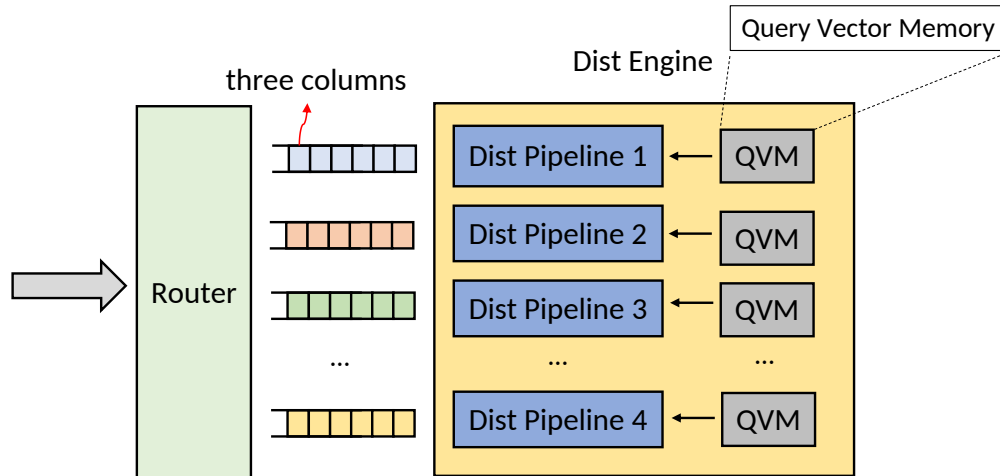 Query Vector Memory
Dist Engine
three columns
Dist Pipeline 1
QVM
Dist Pipeline 2
QVM
Router
Dist Pipeline 3
QVM
... ... ...
Dist Pipeline 4
QVM